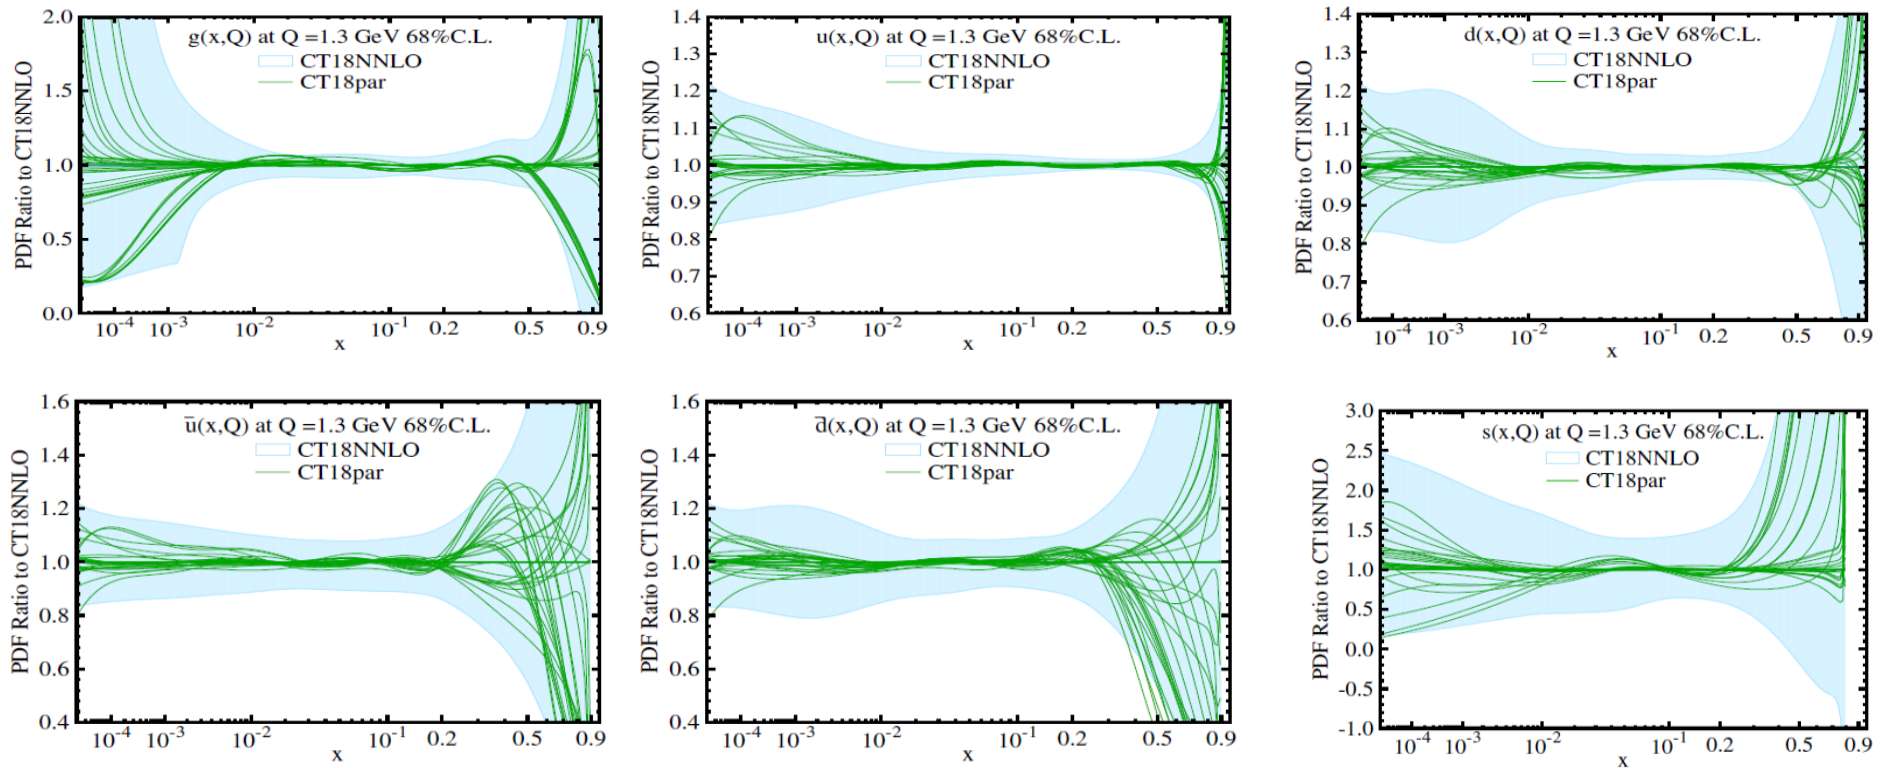 g(x,Q) at Q =1.3 GeV 68%C.L.
CT18NNLO
CT18par
PDF Ratio to CT18NNLO
2.0
1.5
1.0
0.5
0.0
10⁻⁴ 10⁻³ 10⁻² 10⁻¹ 0.2 0.5 0.9
x
u(x,Q) at Q =1.3 GeV 68%C.L.
CT18NNLO
CT18par
PDF Ratio to CT18NNLO
1.4
1.3
1.2
1.1
1.0
0.9
0.8
0.7
0.6
10⁻⁴ 10⁻³ 10⁻² 10⁻¹ 0.2 0.5 0.9
x
d(x,Q) at Q =1.3 GeV 68%C.L.
CT18NNLO
CT18par
PDF Ratio to CT18NNLO
1.4
1.3
1.2
1.1
1.0
0.9
0.8
0.7
0.6
10⁻⁴ 10⁻³ 10⁻² 10⁻¹ 0.2 0.5 0.9
x
u̅(x,Q) at Q =1.3 GeV 68%C.L.
CT18NNLO
CT18par
PDF Ratio to CT18NNLO
1.6
1.4
1.2
1.0
0.8
0.6
0.4
10⁻⁴ 10⁻³ 10⁻² 10⁻¹ 0.2 0.5 0.9
x
d̅(x,Q) at Q =1.3 GeV 68%C.L.
CT18NNLO
CT18par
PDF Ratio to CT18NNLO
1.6
1.4
1.2
1.0
0.8
0.6
0.4
10⁻⁴ 10⁻³ 10⁻² 10⁻¹ 0.2 0.5 0.9
x
s(x,Q) at Q =1.3 GeV 68%C.L.
CT18NNLO
CT18par
PDF Ratio to CT18NNLO
3.0
2.5
2.0
1.5
1.0
0.5
0.0
-0.5
-1.0
10⁻⁴ 10⁻³ 10⁻² 10⁻¹ 0.2 0.5 0.9
x